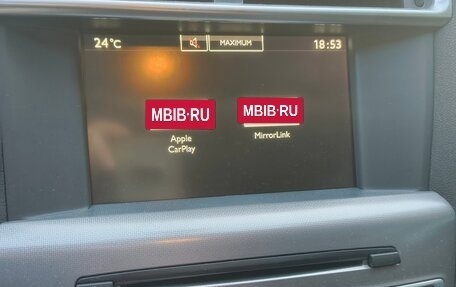 24°C MAXIMUM 18:53
MBIB·RU MBIB·RU
Apple MirrorLink
CarPlay